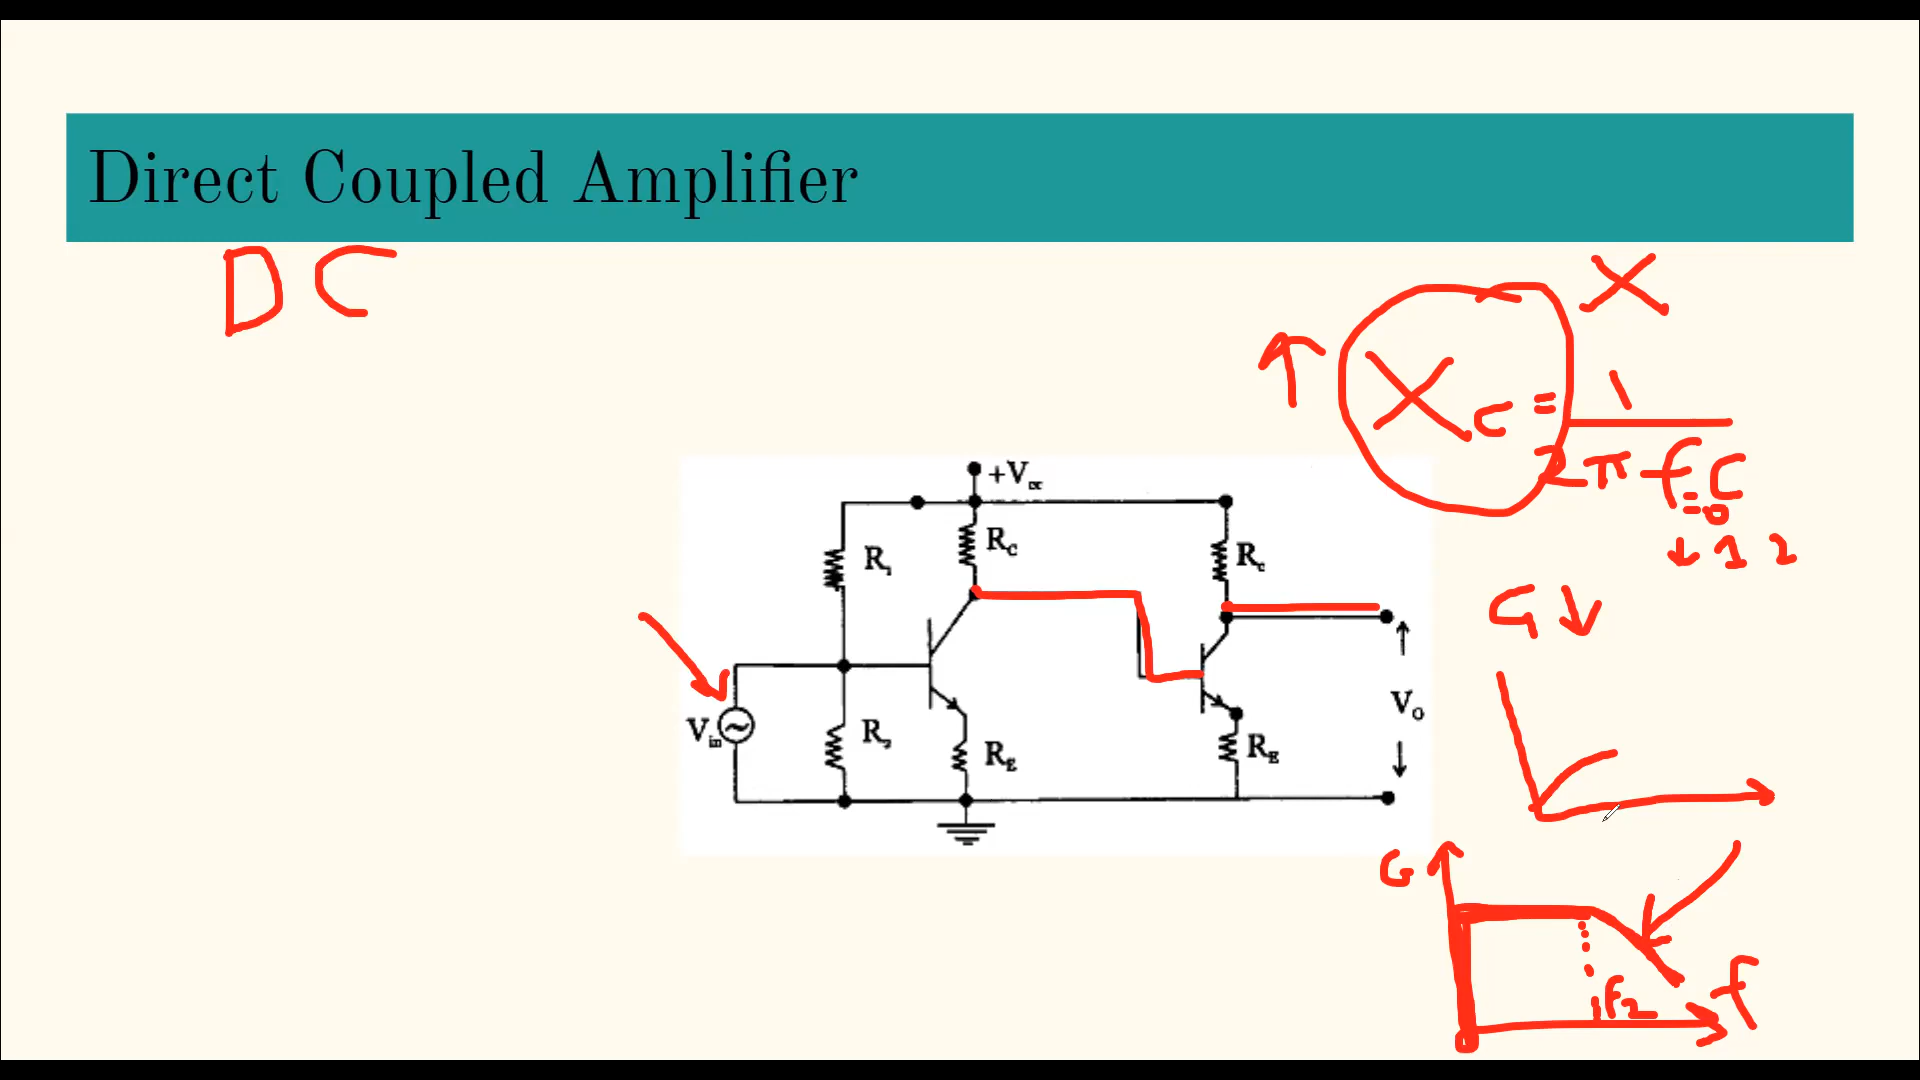 Direct Coupled Amplifier
DC
X
↑ Xc = 1
2πfC
= 0
↓ 1 2
G ↓
+Vcc
R1
RC
Rc
Vin
R2
RE
RE
VO
G
f2
f